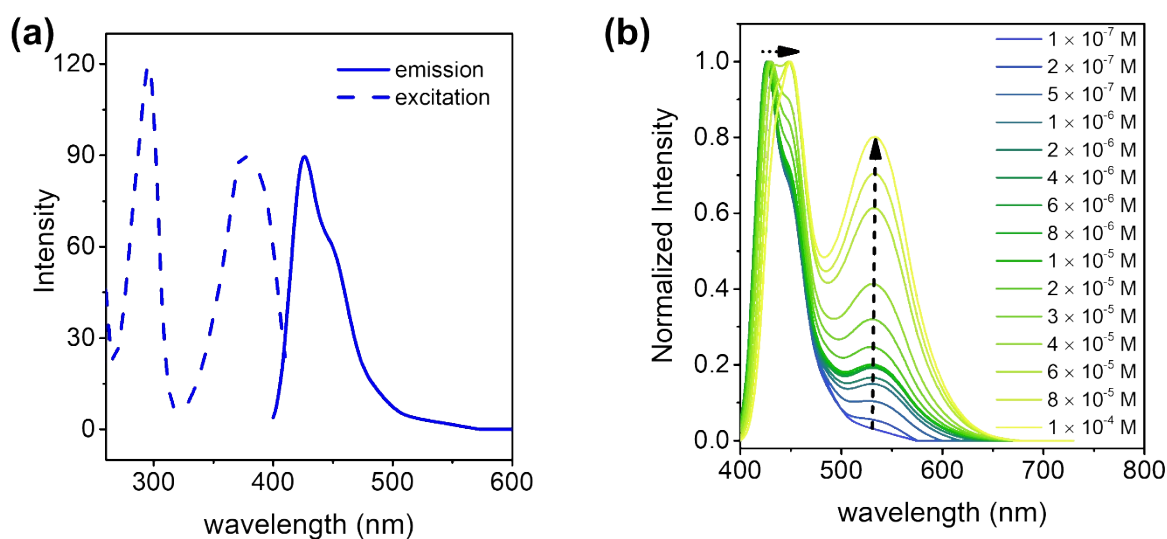 (a)
120
90
60
30
0
Intensity
emission
excitation
300
400
500
600
wavelength (nm)
(b)
1.0
0.8
0.6
0.4
0.2
0.0
Normalized Intensity
1 × 10⁻⁷ M
2 × 10⁻⁷ M
5 × 10⁻⁷ M
1 × 10⁻⁶ M
2 × 10⁻⁶ M
4 × 10⁻⁶ M
6 × 10⁻⁶ M
8 × 10⁻⁶ M
1 × 10⁻⁵ M
2 × 10⁻⁵ M
3 × 10⁻⁵ M
4 × 10⁻⁵ M
6 × 10⁻⁵ M
8 × 10⁻⁵ M
1 × 10⁻⁴ M
400
500
600
700
800
wavelength (nm)